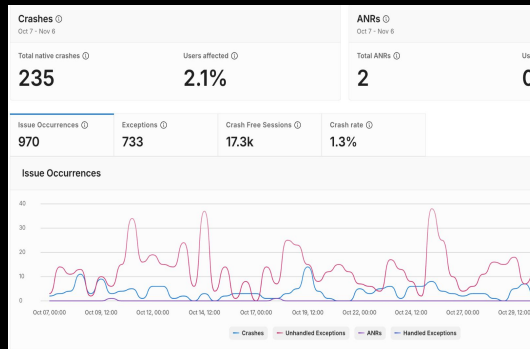 Crashes
Oct 7 - Nov 6
Total native crashes
235
Users affected
2.1%
ANRs
Oct 7 - Nov 6
Total ANRs
2
Issue Occurrences
970
Exceptions
733
Crash Free Sessions
17.3k
Crash rate
1.3%
Issue Occurrences
40
30
20
10
0
Oct 07, 00:00
Oct 09, 12:00
Oct 12, 00:00
Oct 14, 12:00
Oct 17, 00:00
Oct 19, 12:00
Oct 22, 00:00
Oct 24, 12:00
Oct 27, 00:00
Oct 29, 12:00
Crashes
Unhandled Exceptions
ANRs
Handled Exceptions